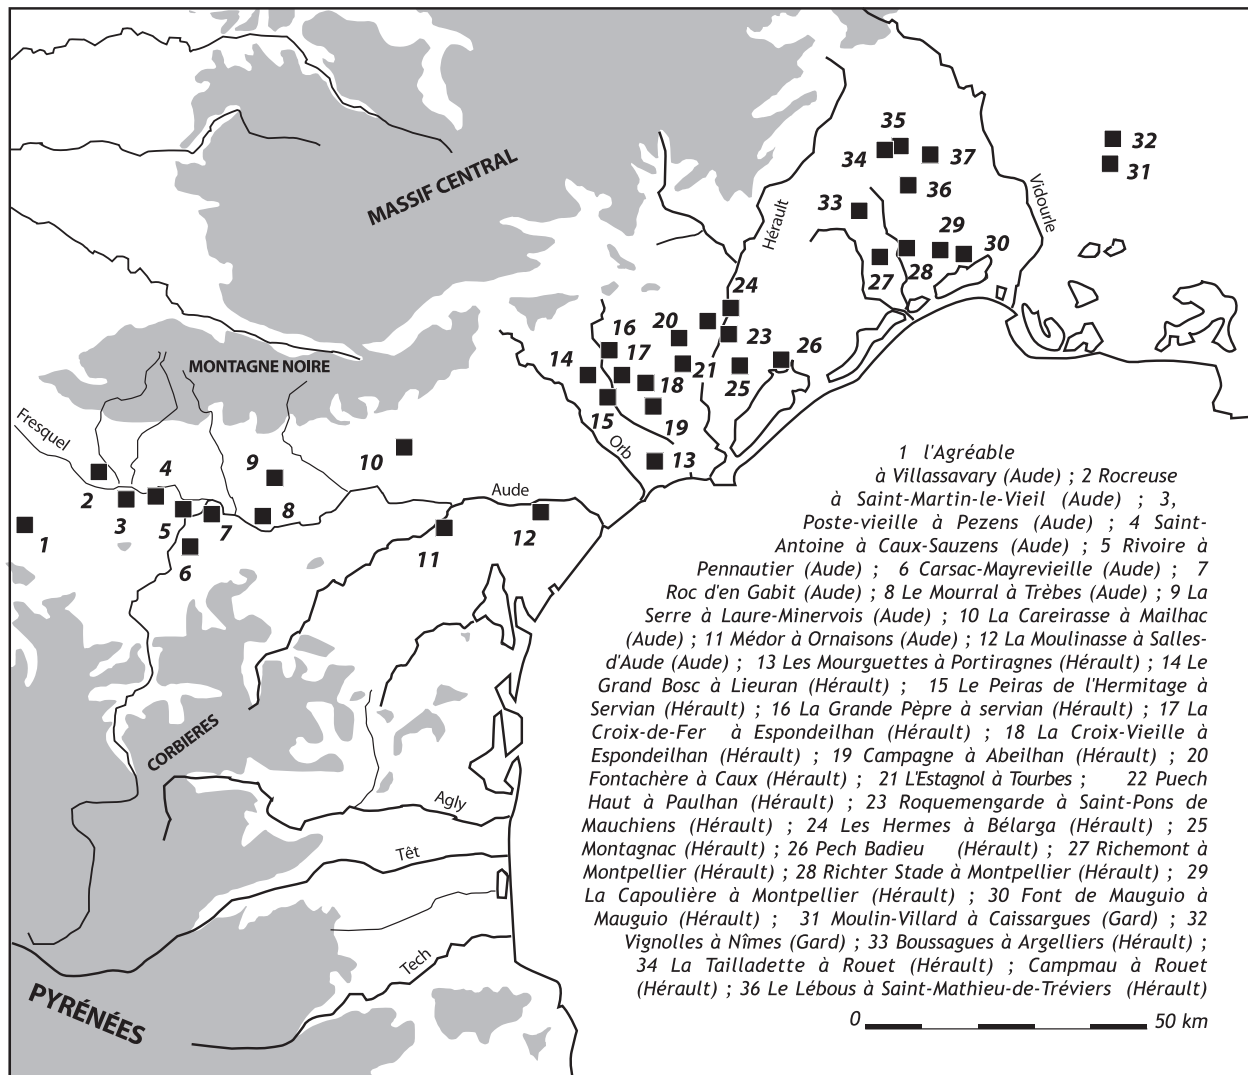 35
32
34
37
31
MASSIF CENTRAL
36
Vidourle
33
Hérault
29
30
27
28
24
16
20
23
17
26
14
MONTAGNE NOIRE
21
18
25
15
19
Fresquel
Orb
4
9
10
13
2
Aude
3
5
7
8
1
11
12
6
CORBIERES
Agly
Têt
Tech
PYRÉNÉES
1 l'Agréable
à Villassavary (Aude) ; 2 Rocreuse
à Saint-Martin-le-Vieil (Aude) ; 3,
Poste-vieille à Pezens (Aude) ; 4 Saint-
Antoine à Caux-Sauzens (Aude) ; 5 Rivoire à
Pennautier (Aude) ; 6 Carsac-Mayrevieille (Aude) ; 7
Roc d'en Gabit (Aude) ; 8 Le Mourral à Trèbes (Aude) ; 9 La
Serre à Laure-Minervois (Aude) ; 10 La Careirasse à Mailhac
(Aude) ; 11 Médor à Ornaisons (Aude) ; 12 La Moulinasse à Salles-
d'Aude (Aude) ; 13 Les Mourguettes à Portiragnes (Hérault) ; 14 Le
Grand Bosc à Lieuran (Hérault) ; 15 Le Peiras de l'Hermitage à
Servian (Hérault) ; 16 La Grande Pèpre à servian (Hérault) ; 17 La
Croix-de-Fer à Espondeilhan (Hérault) ; 18 La Croix-Vieille à
Espondeilhan (Hérault) ; 19 Campagne à Abeilhan (Hérault) ; 20
Fontachère à Caux (Hérault) ; 21 L'Estagnol à Tourbes ; 22 Puech
Haut à Paulhan (Hérault) ; 23 Roquemengarde à Saint-Pons de
Mauchiens (Hérault) ; 24 Les Hermes à Bélarga (Hérault) ; 25
Montagnac (Hérault) ; 26 Pech Badieu (Hérault) ; 27 Richemont à
Montpellier (Hérault) ; 28 Richter Stade à Montpellier (Hérault) ; 29
La Capoulière à Montpellier (Hérault) ; 30 Font de Mauguio à
Mauguio (Hérault) ; 31 Moulin-Villard à Caissargues (Gard) ; 32
Vignolles à Nîmes (Gard) ; 33 Boussagues à Argelliers (Hérault) ;
34 La Tailladette à Rouet (Hérault) ; Campmau à Rouet
(Hérault) ; 36 Le Lébous à Saint-Mathieu-de-Tréviers (Hérault)
0 50 km